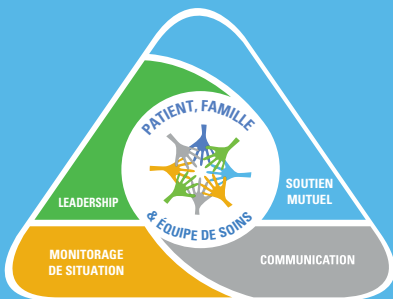 PATIENT, FAMILLE
& ÉQUIPE DE SOINS
LEADERSHIP
SOUTIEN
MUTUEL
MONITORAGE
DE SITUATION
COMMUNICATION